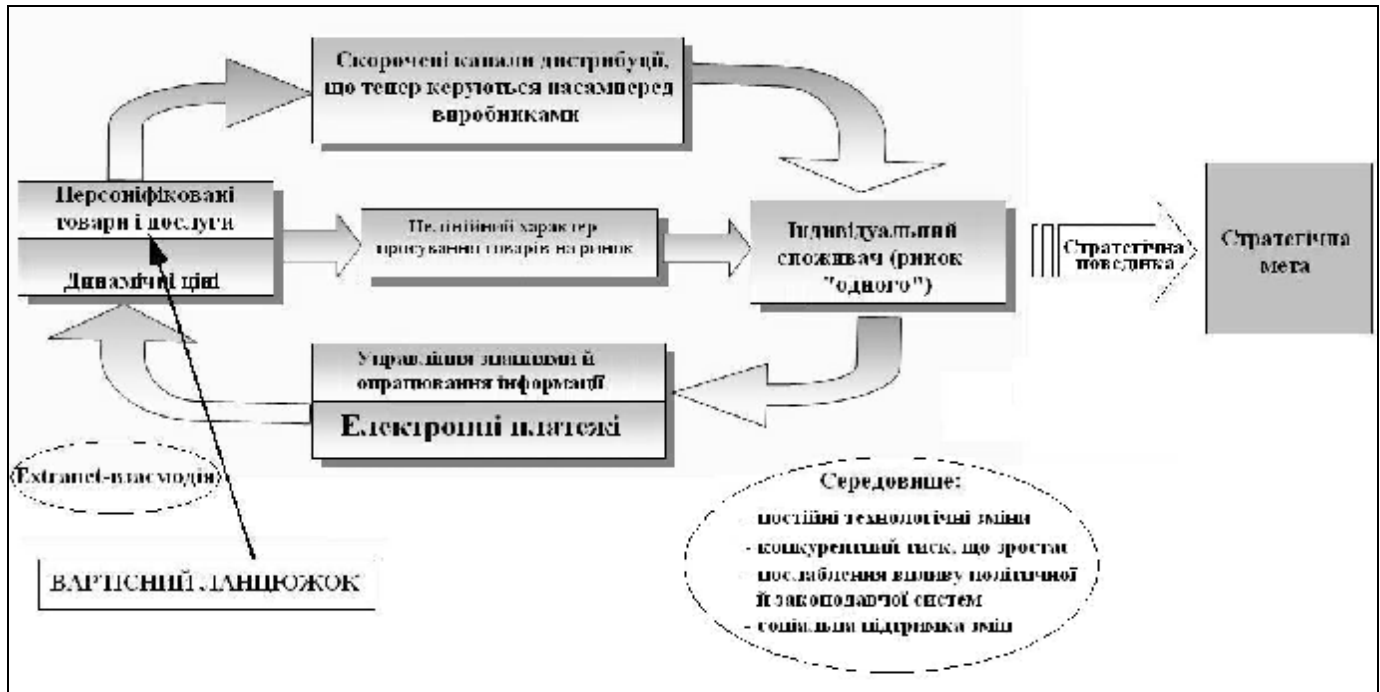 Скорочені канали дистрибуції,
що тепер керуються насамперед
виробниками
Персоніфіковані
товари і послуги
Динамічні ціні
Нелінійний характер
просування товарів на ринок
Індивідуальний
споживач (ринок
"одного")
Стратегічна
поведінка
Стратегічна
мета
Управління знаннями й
опрацювання інформації
Електронні платежі
Extranet-взаємодія
ВАРТІСНИЙ ЛАНЦЮЖОК
Середовище:
- постійні технологічні зміни
- конкурентний тиск, що зростає
- послаблення впливу політичної
й законодавчої систем
- соціальна підтримка змін